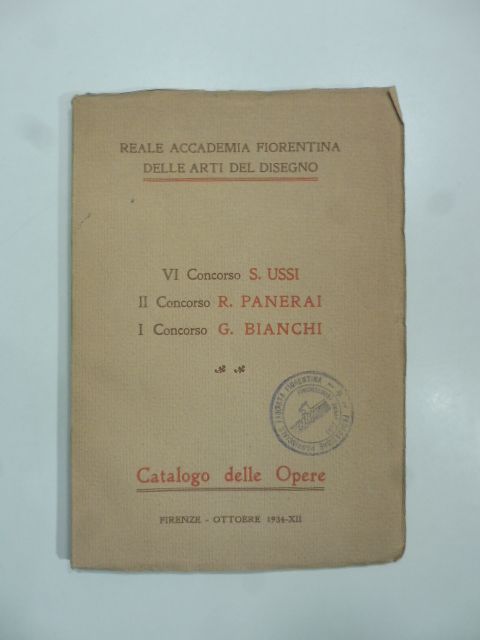 REALE ACCADEMIA FIORENTINA
DELLE ARTI DEL DISEGNO
VI Concorso S. USSI
II Concorso R. PANERAI
I Concorso G. BIANCHI
FIORENTINA
Catalogo delle Opere
FIRENZE - OTTOBRE 1934-XII